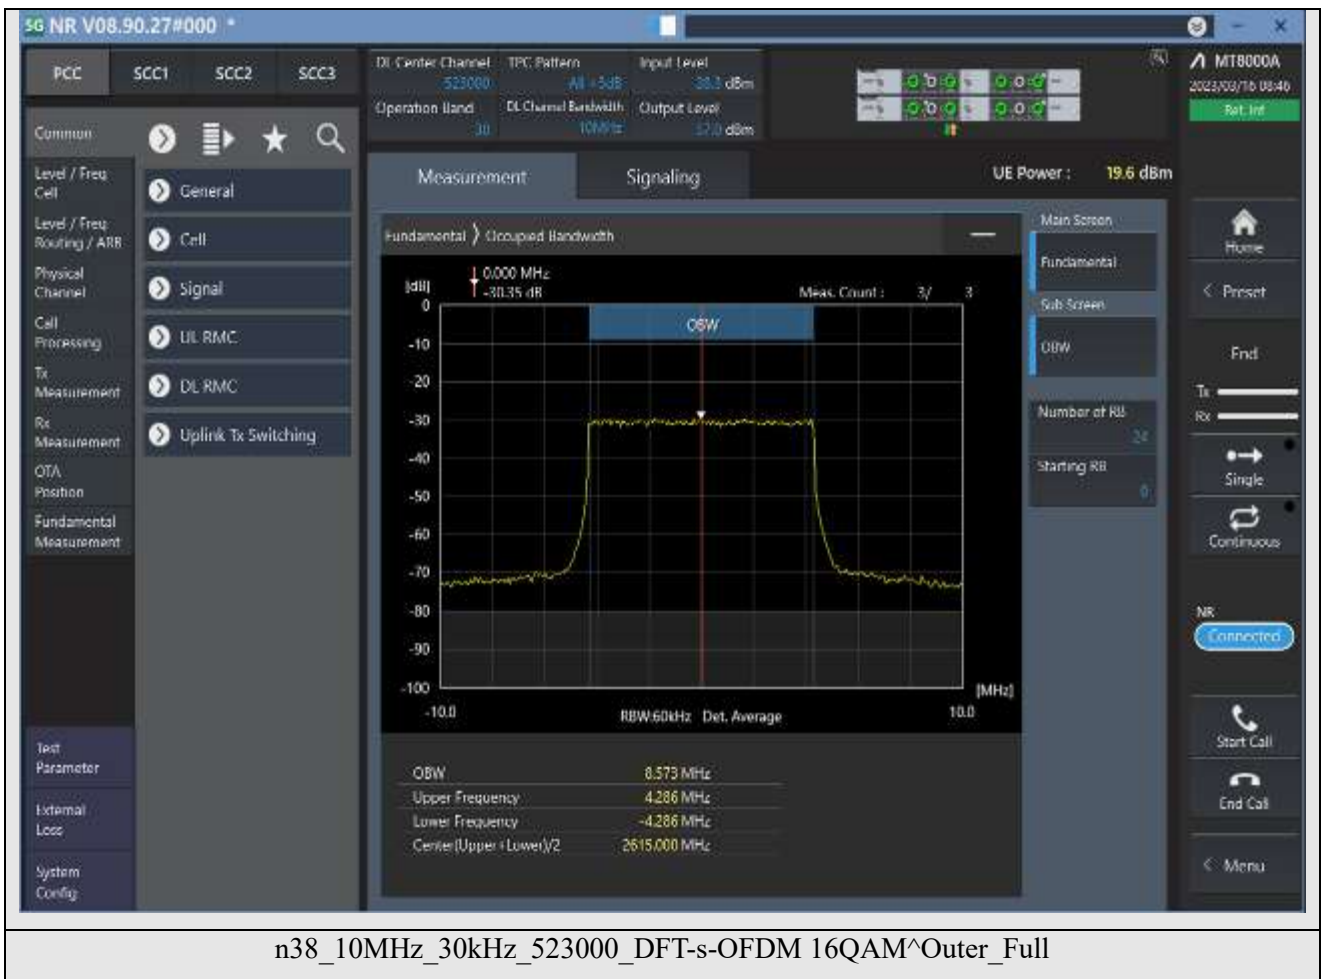 5G NR V08.90.27#000 *
PCC SCC1 SCC2 SCC3
DL Center Channel TPC Pattern Input Level
523000 All +3dB dBm
Operation Band DL Channel Bandwidth Output Level
10MHz dBm
MT8000A
2023/03/16 08:46
Ret. Int
Common
Level / Freq
Cell
Level / Freq
Routing / ARB
Physical
Channel
Call
Processing
Tx
Measurement
Rx
Measurement
OTA
Position
Fundamental
Measurement
Test
Parameter
External
Loss
System
Config
General
Cell
Signal
UL RMC
DL RMC
Uplink Tx Switching
Measurement Signaling UE Power : 19.6 dBm
Fundamental > Occupied Bandwidth
[dB] 0.000 MHz
-30.35 dB Meas. Count : 3/ 3
OBW
0
-10
-20
-30
-40
-50
-60
-70
-80
-90
-100
[MHz]
-10.0 RBW:60kHz Det. Average 10.0
OBW 8.573 MHz
Upper Frequency 4.286 MHz
Lower Frequency -4.286 MHz
Center(Upper+Lower)/2 2615.000 MHz
Main Screen
Fundamental
Sub Screen
OBW
Number of RB
24
Starting RB
0
Home
< Preset
End
Tx
Rx
Single
Continuous
NR
Connected
Start Call
End Call
< Menu
n38_10MHz_30kHz_523000_DFT-s-OFDM 16QAM^Outer_Full